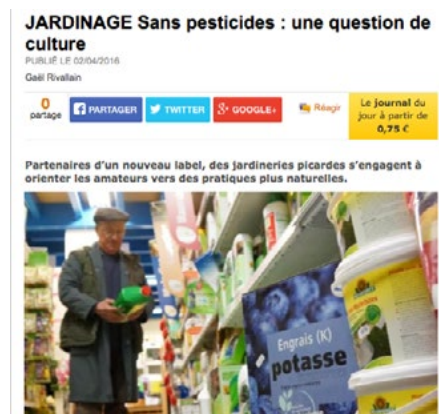 JARDINAGE Sans pesticides : une question de
culture
PUBLIÉ LE 02/04/2016
Gaël Rivallain
0
partage
PARTAGER
TWITTER
GOOGLE+
Réagir
Le journal du
jour à partir de
0,75 €
Partenaires d'un nouveau label, des jardineries picardes s'engagent à
orienter les amateurs vers des pratiques plus naturelles.
Engrais (K)
potasse